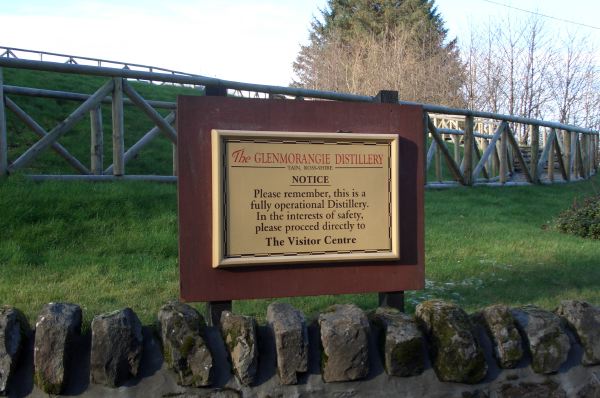 The GLENMORANGIE DISTILLERY
TAIN, ROSS-SHIRE
NOTICE
Please remember, this is a
fully operational Distillery.
In the interests of safety,
please proceed directly to
The Visitor Centre